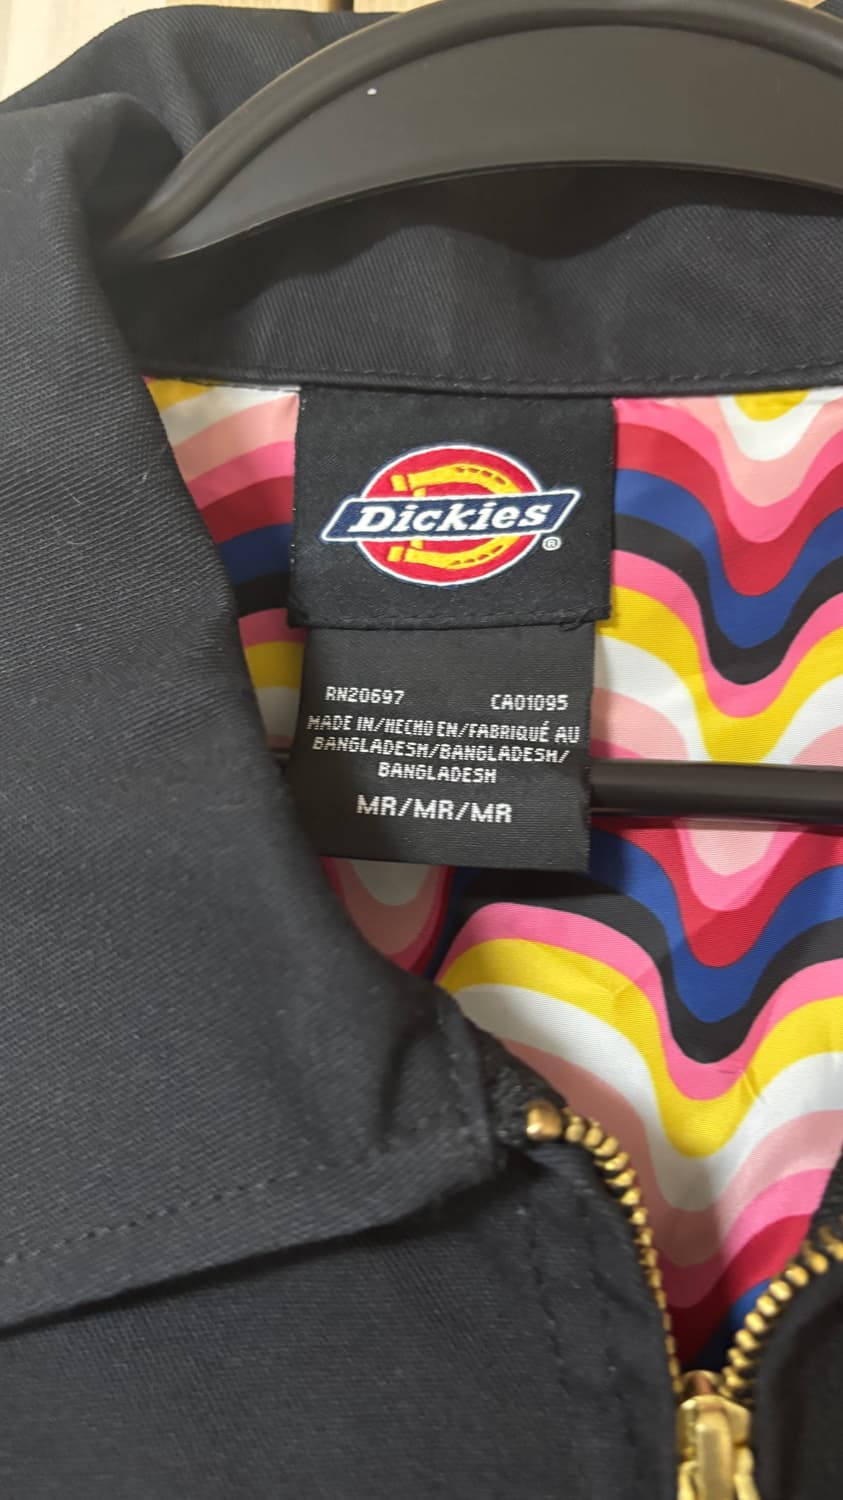 Dickies®
RN20697 CA01095
MADE IN/HECHO EN/FABRIQUÉ AU
BANGLADESH/BANGLADESH/
BANGLADESH
MR/MR/MR